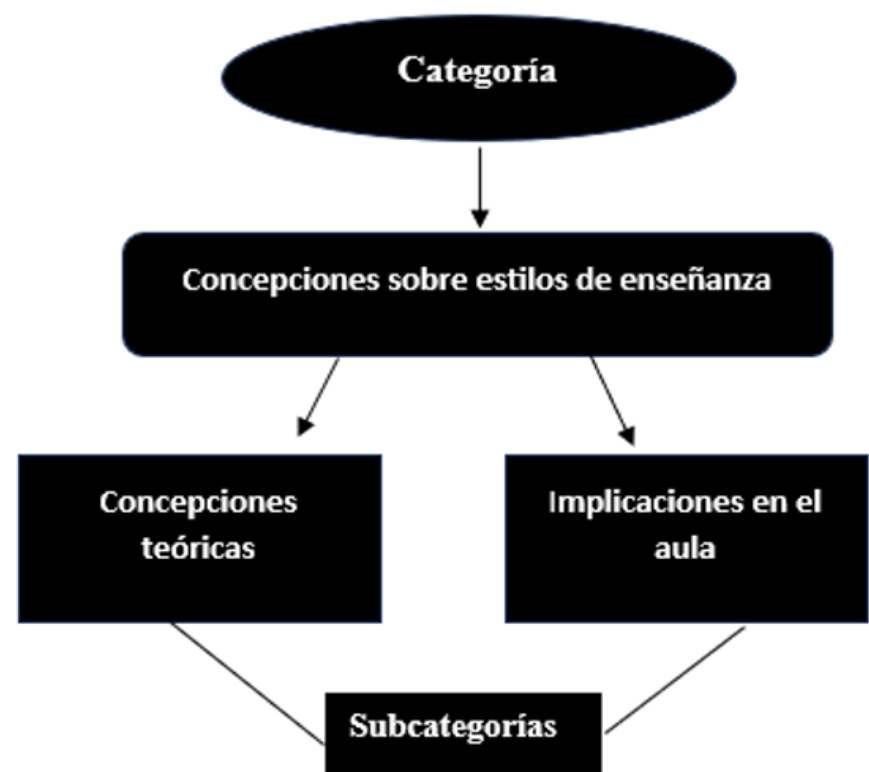 Categoría
Concepciones sobre estilos de enseñanza
Concepciones
teóricas
Implicaciones en el
aula
Subcategorías